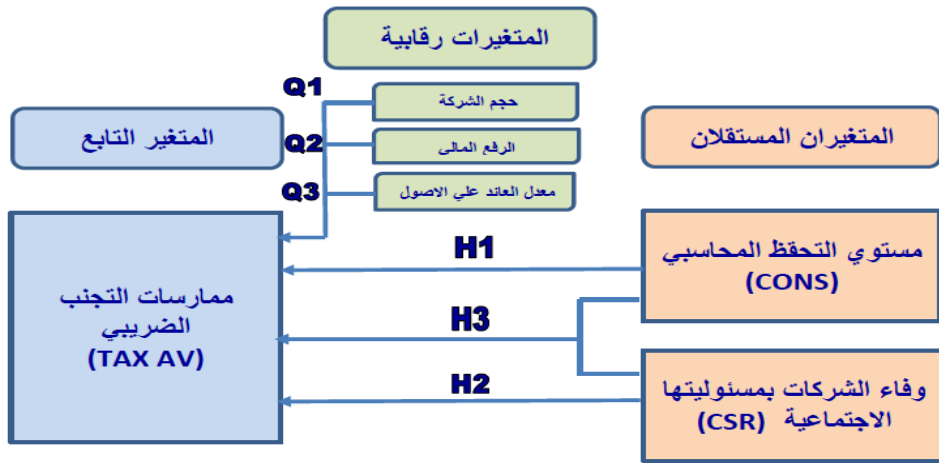 المتغيرات رقابية
Q1
حجم الشركة
المتغيران المستقلان
المتغير التابع
Q2
الرفع المالى
Q3
معدل العائد علي الاصول
مستوي التحفظ المحاسبي
(CONS)
H1
ممارسات التجنب
الضريبي
(TAX AV)
H3
H2
وفاء الشركات بمسئوليتها
الاجتماعية (CSR)